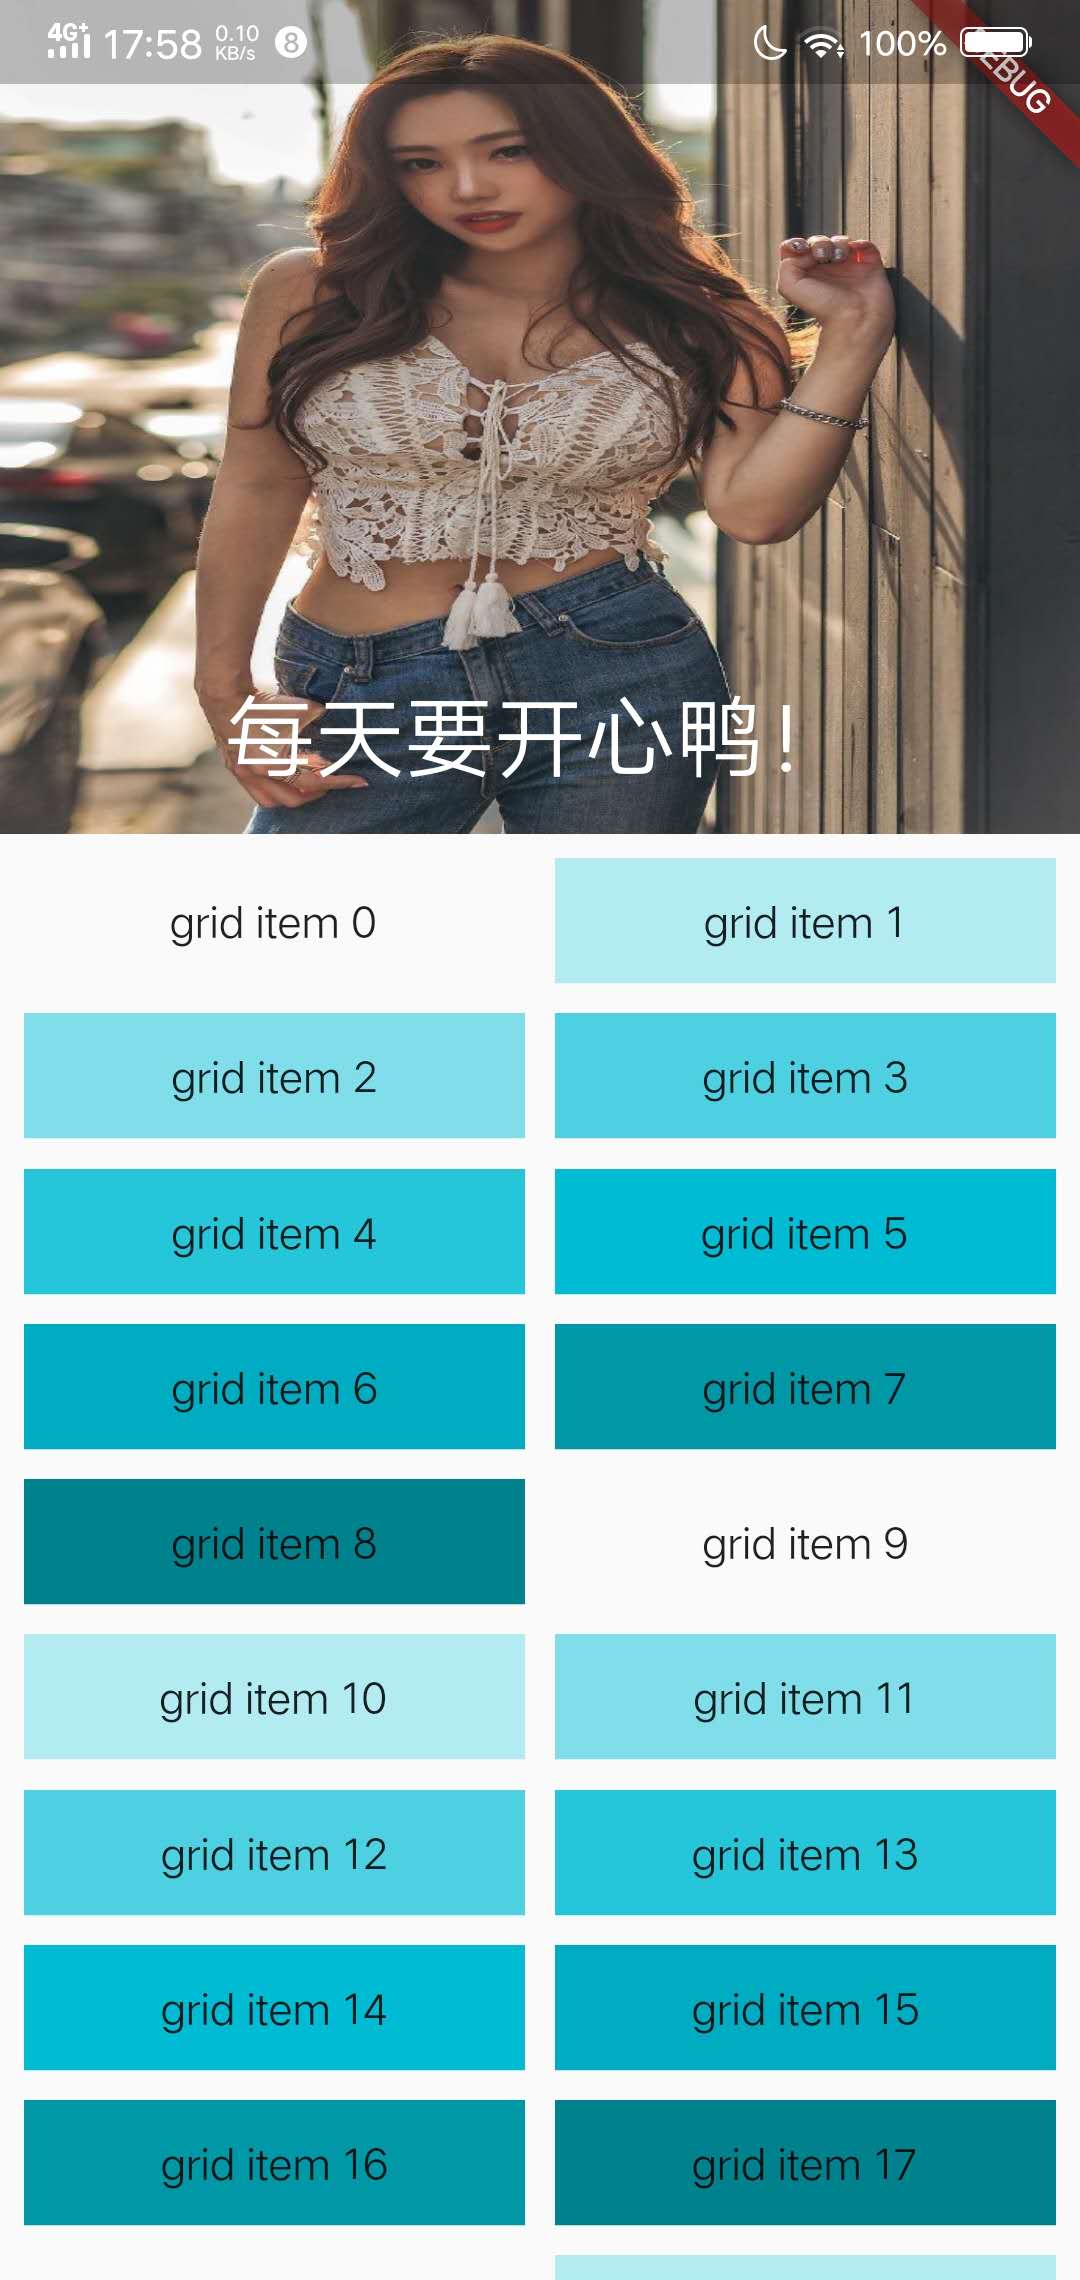 4G+ 17:58 0.10 KB/s 8 100%
DEBUG
每天要开心鸭！
grid item 0
grid item 1
grid item 2
grid item 3
grid item 4
grid item 5
grid item 6
grid item 7
grid item 8
grid item 9
grid item 10
grid item 11
grid item 12
grid item 13
grid item 14
grid item 15
grid item 16
grid item 17